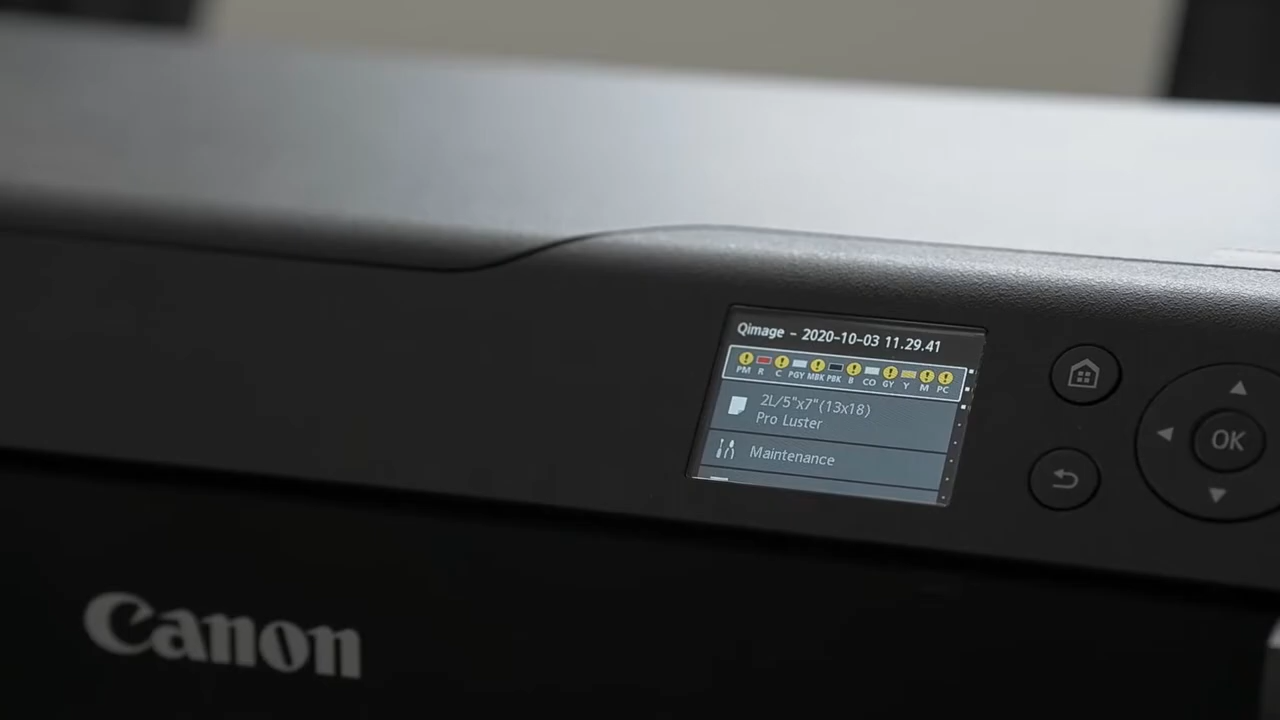 Qimage - 2020-10-03 11.29.41
PM R C PGY MBK PBK B CO GY Y M PC
2L/5"x7"(13x18)
Pro Luster
Maintenance
OK
Canon